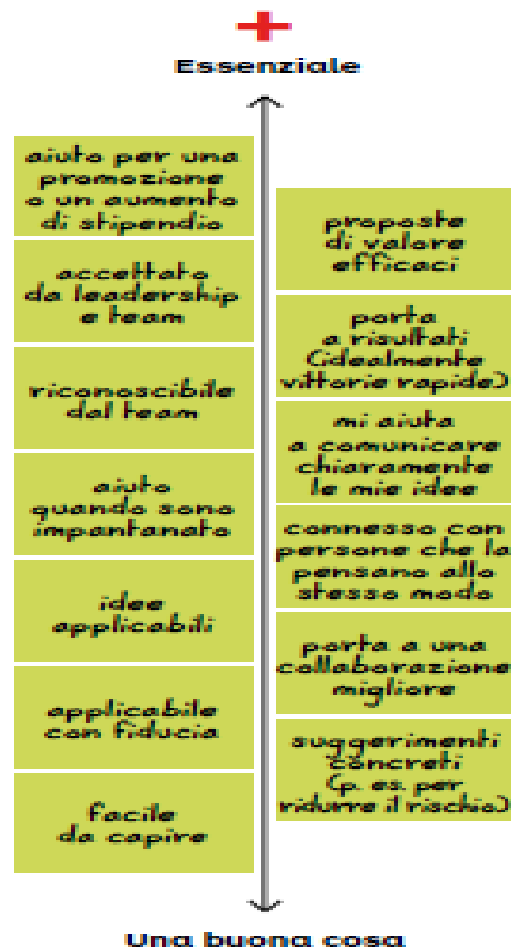 +
Essenziale
aiuto per una
promozione
o un aumento
di stipendio
accettato
da leadership
e team
riconoscibile
dal team
aiuto
quando sono
impantanato
idee
applicabili
applicabile
con fiducia
facile
da capire
proposte
di valore
efficaci
porta
a risultati
(idealmente
vittorie rapide)
mi aiuta
a comunicare
chiaramente
le mie idee
connesso con
persone che la
pensano allo
stesso modo
porta a una
collaborazione
migliore
suggerimenti
concreti
(p. es. per
ridurne il rischio)
Una buona cosa